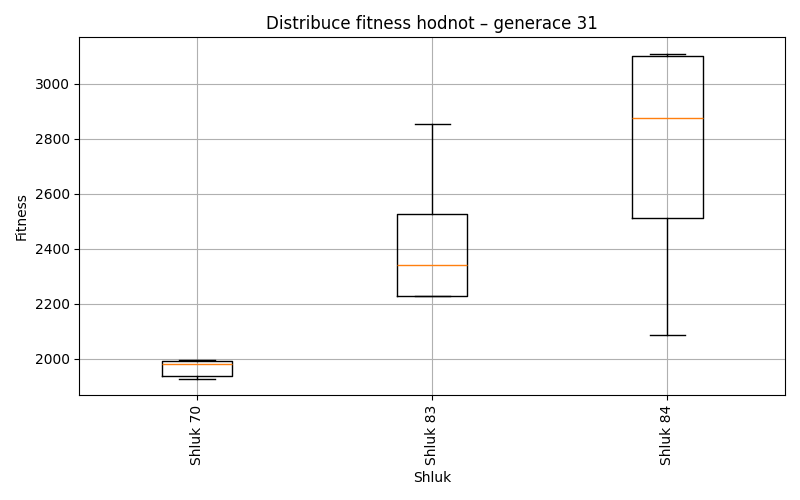 Distribuce fitness hodnot – generace 31
Fitness
3000
2800
2600
2400
2200
2000
Shluk 70
Shluk 83
Shluk 84
Shluk